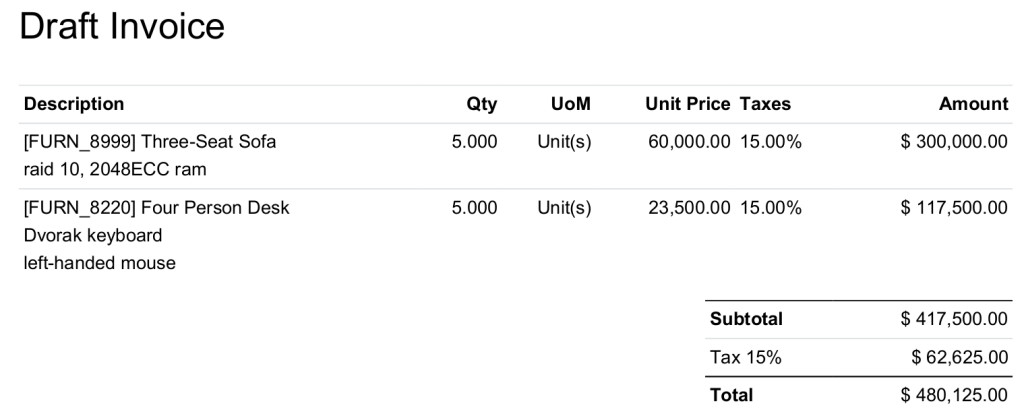 Draft Invoice
Description Qty UoM Unit Price Taxes Amount
[FURN_8999] Three-Seat Sofa 5.000 Unit(s) 60,000.00 15.00% $ 300,000.00
raid 10, 2048ECC ram
[FURN_8220] Four Person Desk 5.000 Unit(s) 23,500.00 15.00% $ 117,500.00
Dvorak keyboard
left-handed mouse
Subtotal $ 417,500.00
Tax 15% $ 62,625.00
Total $ 480,125.00